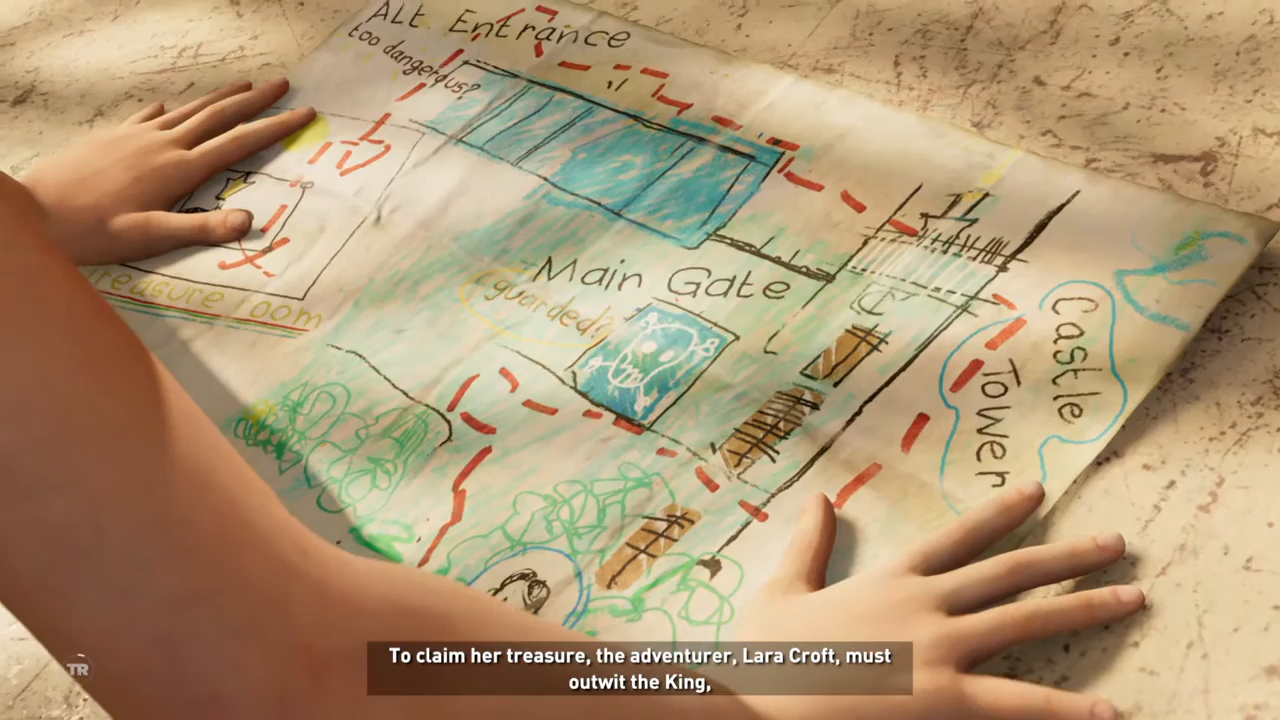 ALt Entrance
too dangerous?
Main Gate
(guarded?)
treasure room
Castle
Tower
TR
To claim her treasure, the adventurer, Lara Croft, must
outwit the King,